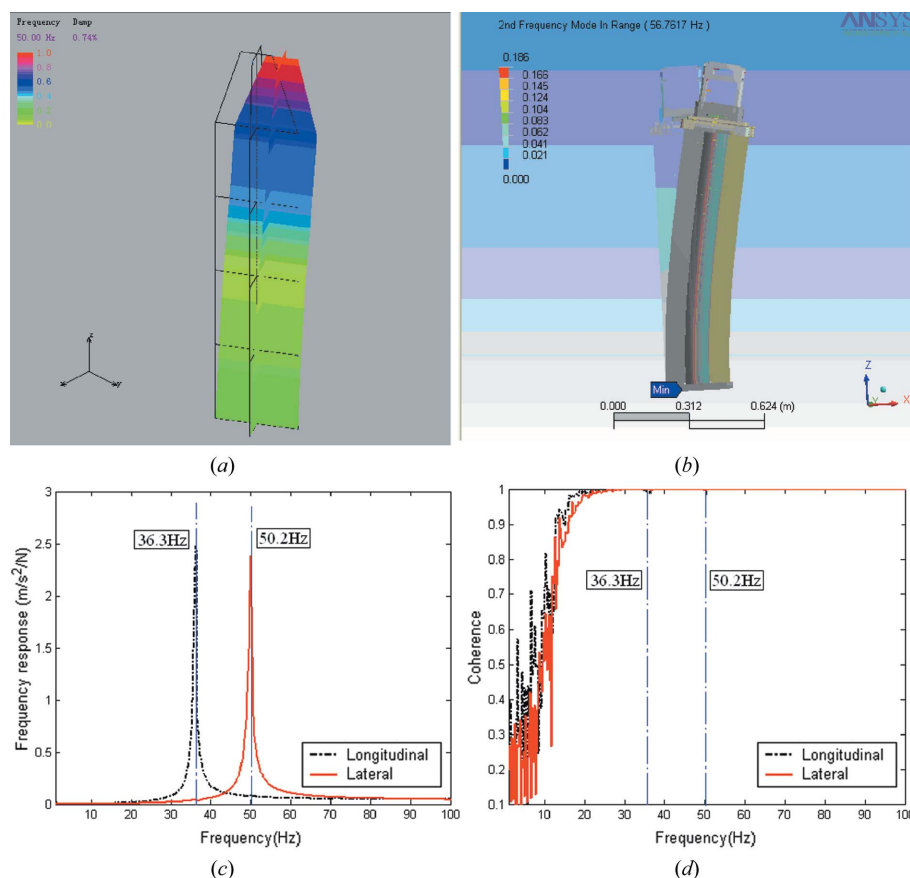 Frequency Damp
50.00 Hz 0.74%
1.0
0.8
0.6
0.4
0.2
0.0
z
x
y
(a)
ANSYS
2nd Frequency Mode In Range ( 56.7617 Hz )
0.186
0.166
0.145
0.124
0.104
0.083
0.062
0.041
0.021
0.000
Min
0.000 0.312 0.624 (m)
Z
Y
X
(b)
3
2.5
2
1.5
1
0.5
0
Frequency response (m/s²/N)
36.3Hz
50.2Hz
Longitudinal
Lateral
10 20 30 40 50 60 70 80 90 100
Frequency(Hz)
(c)
1
0.9
0.8
0.7
0.6
0.5
0.4
0.3
0.2
0.1
Coherence
36.3Hz
50.2Hz
Longitudinal
Lateral
10 20 30 40 50 60 70 80 90 100
Frequency(Hz)
(d)